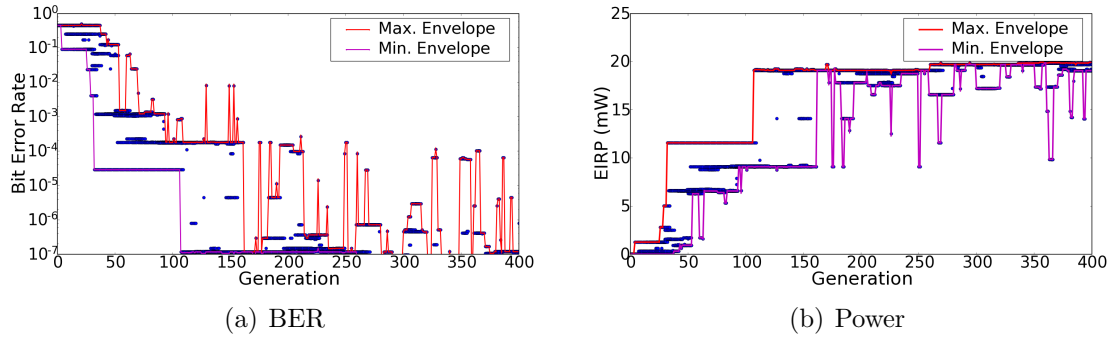 10^0
10^-1
10^-2
10^-3
10^-4
10^-5
10^-6
10^-7
Bit Error Rate
0 50 100 150 200 250 300 350 400
Generation
Max. Envelope
Min. Envelope
(a) BER
25
20
15
10
5
0
EIRP (mW)
0 50 100 150 200 250 300 350 400
Generation
Max. Envelope
Min. Envelope
(b) Power